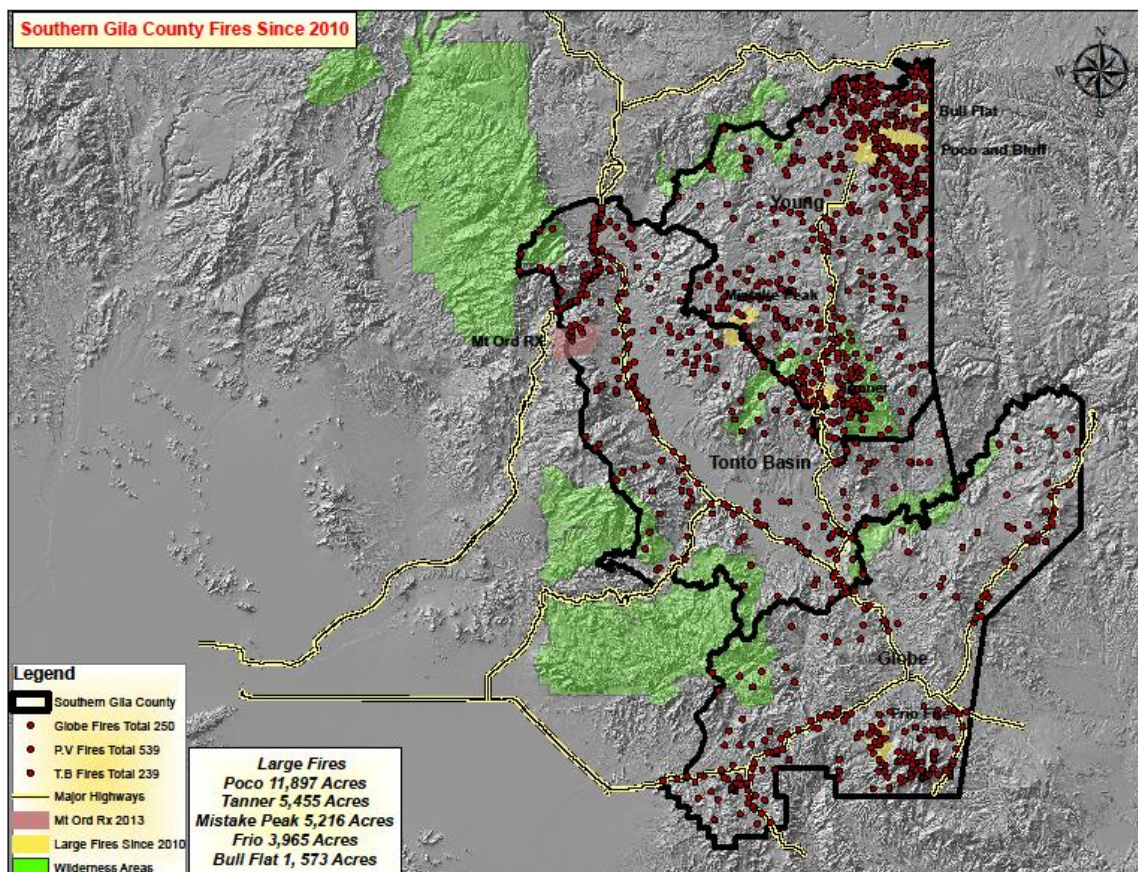 Southern Gila County Fires Since 2010
N
W
Bull Flat
Poco and Bluff
Young
Mistake Peak
Mt Ord RX
Tanner
Tonto Basin
Globe
Frio Fire
Legend
Southern Gila County
Globe Fires Total 250
P.V Fires Total 539
T.B Fires Total 239
Major Highways
Mt Ord Rx 2013
Large Fires Since 2010
Wilderness Areas
Large Fires
Poco 11,897 Acres
Tanner 5,455 Acres
Mistake Peak 5,216 Acres
Frio 3,965 Acres
Bull Flat 1, 573 Acres